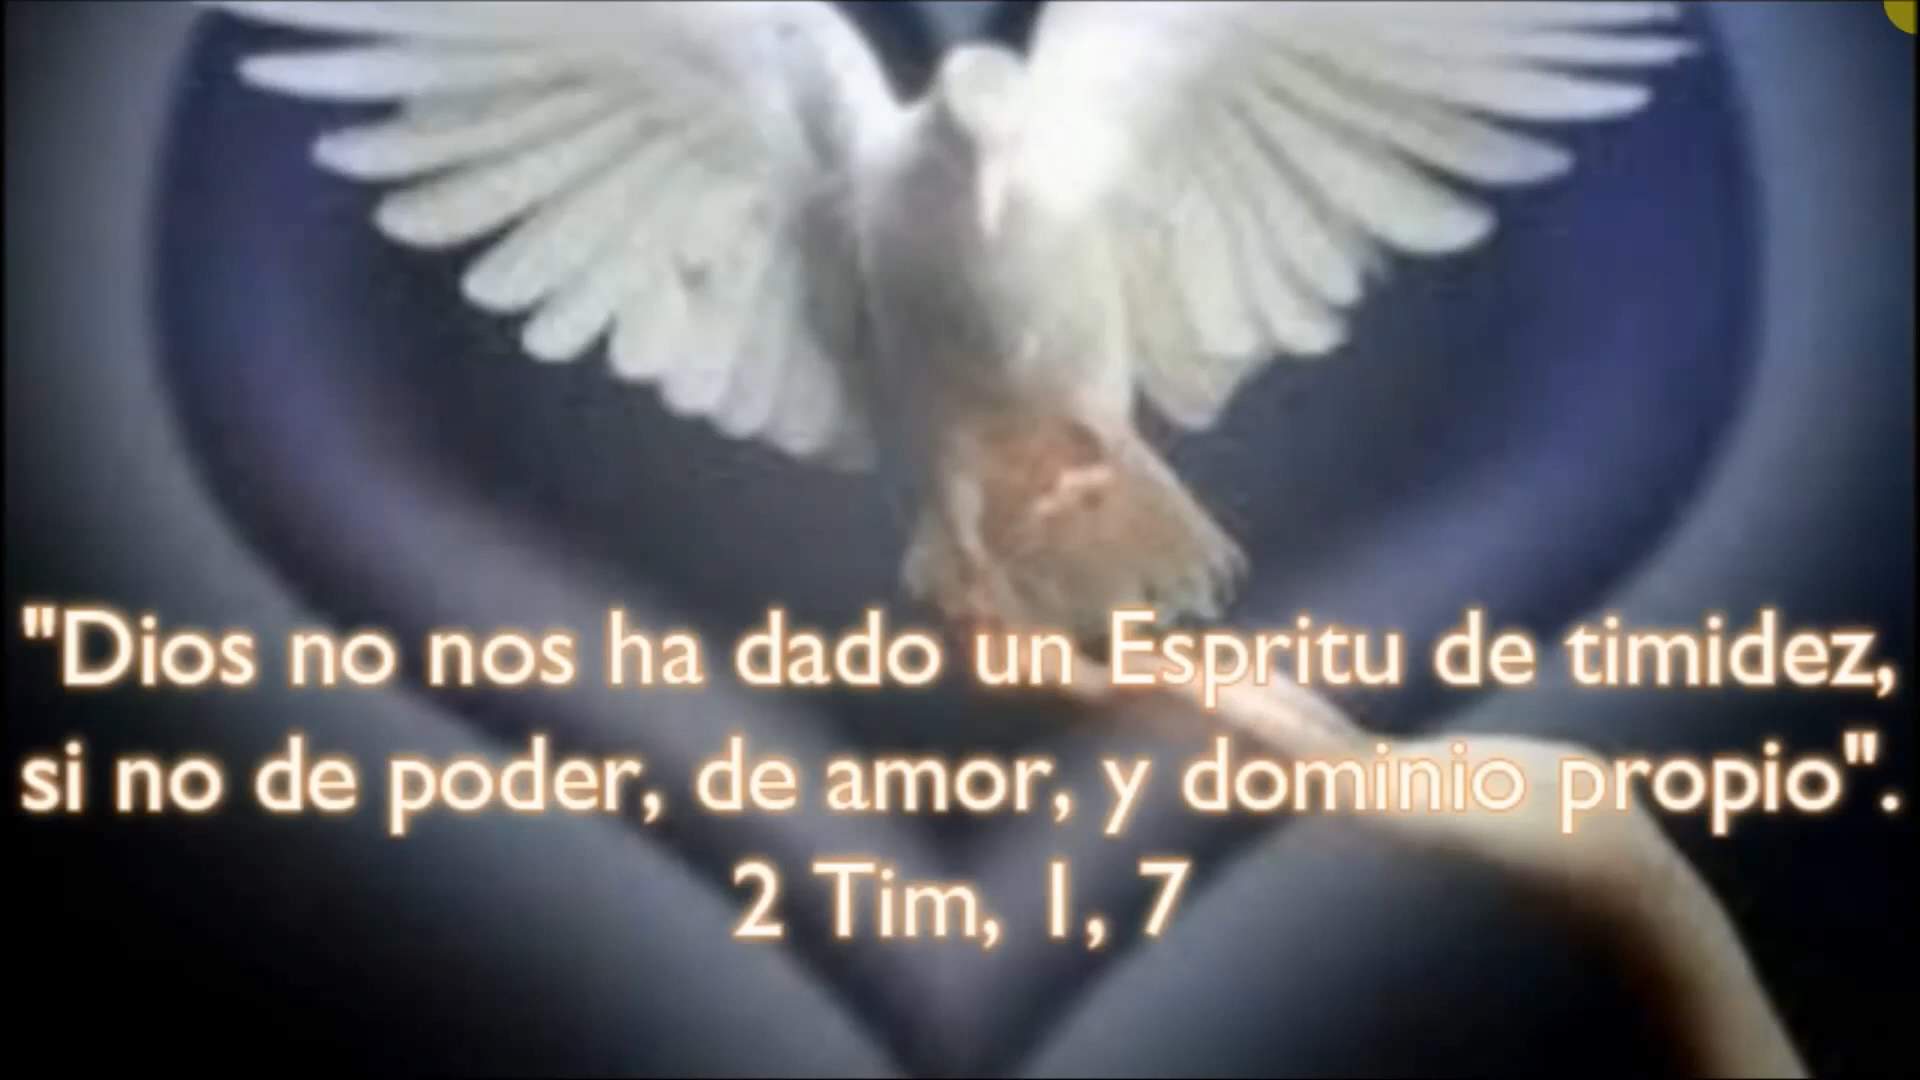 "Dios no nos ha dado un Espritu de timidez,
si no de poder, de amor, y dominio propio".
2 Tim, 1, 7